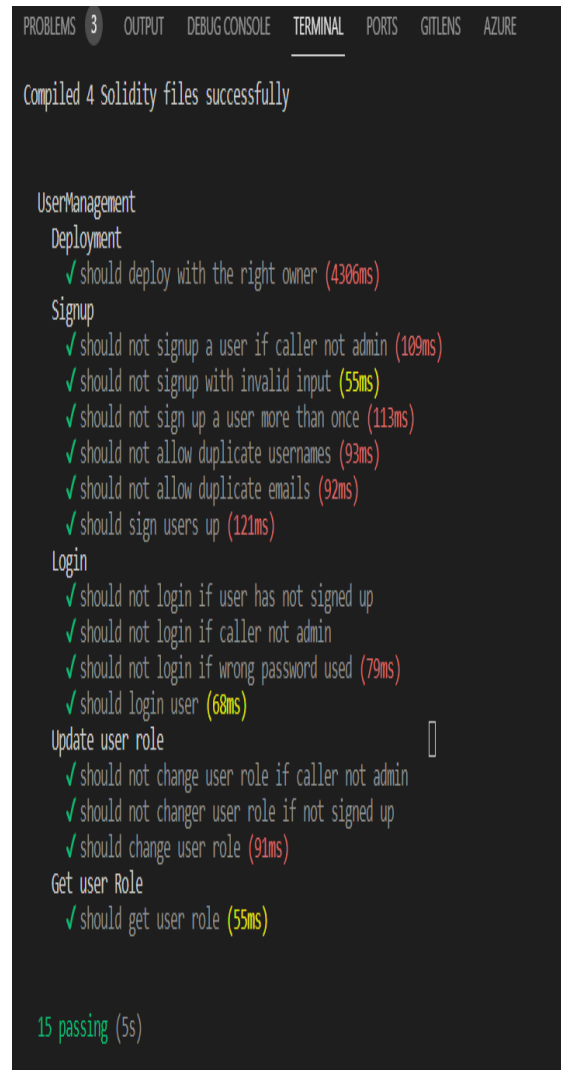 PROBLEMS 3 OUTPUT DEBUG CONSOLE TERMINAL PORTS GITLENS AZURE
Compiled 4 Solidity files successfully
UserManagement
Deployment
✓ should deploy with the right owner (4306ms)
Signup
✓ should not signup a user if caller not admin (109ms)
✓ should not signup with invalid input (55ms)
✓ should not sign up a user more than once (113ms)
✓ should not allow duplicate usernames (93ms)
✓ should not allow duplicate emails (92ms)
✓ should sign users up (121ms)
Login
✓ should not login if user has not signed up
✓ should not login if caller not admin
✓ should not login if wrong password used (79ms)
✓ should login user (68ms)
Update user role
✓ should not change user role if caller not admin
✓ should not changer user role if not signed up
✓ should change user role (91ms)
Get user Role
✓ should get user role (55ms)
15 passing (5s)